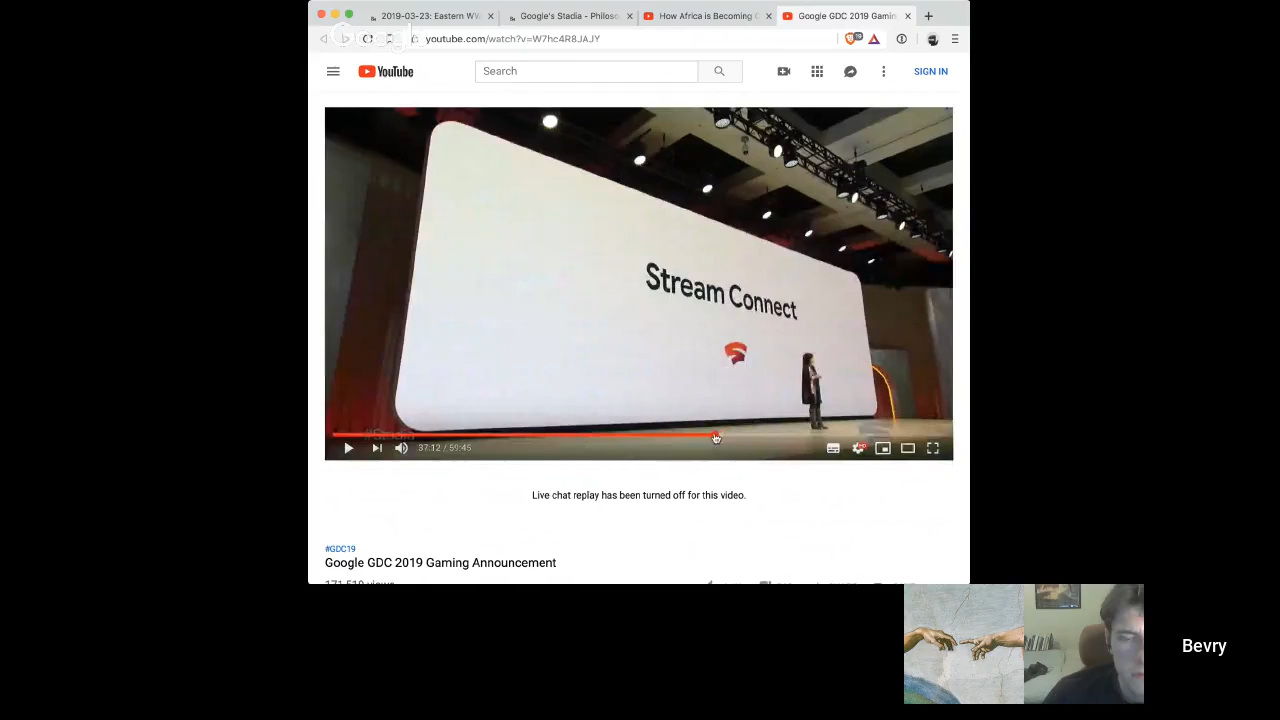 2019-03-23: Eastern
Google's Stadia - Philos
How Africa is Becoming
Google GDC 2019 Gamin
youtube.com/watch?v=W7hc4R8JAJY
YouTube
Search
SIGN IN
Stream Connect
37:12 / 59:45
Live chat replay has been turned off for this video.
#GDC19
Google GDC 2019 Gaming Announcement
Bevry